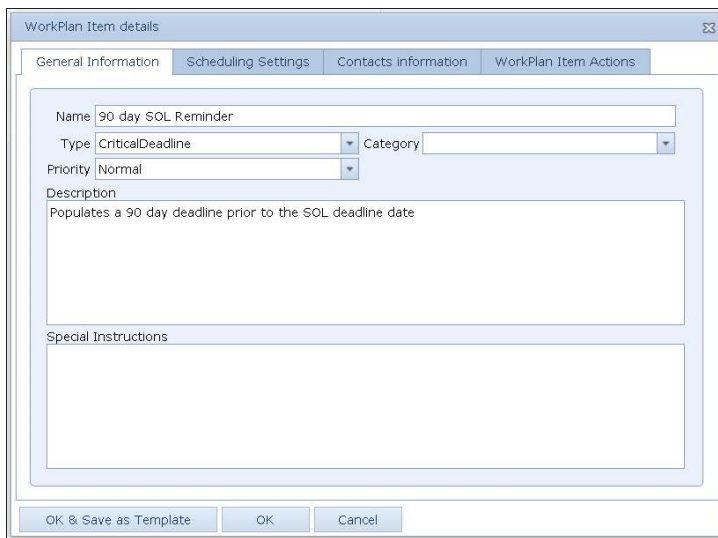 WorkPlan Item details
General Information Scheduling Settings Contacts information WorkPlan Item Actions
Name 90 day SOL Reminder
Type CriticalDeadline Category
Priority Normal
Description
Populates a 90 day deadline prior to the SOL deadline date
Special Instructions
OK & Save as Template OK Cancel